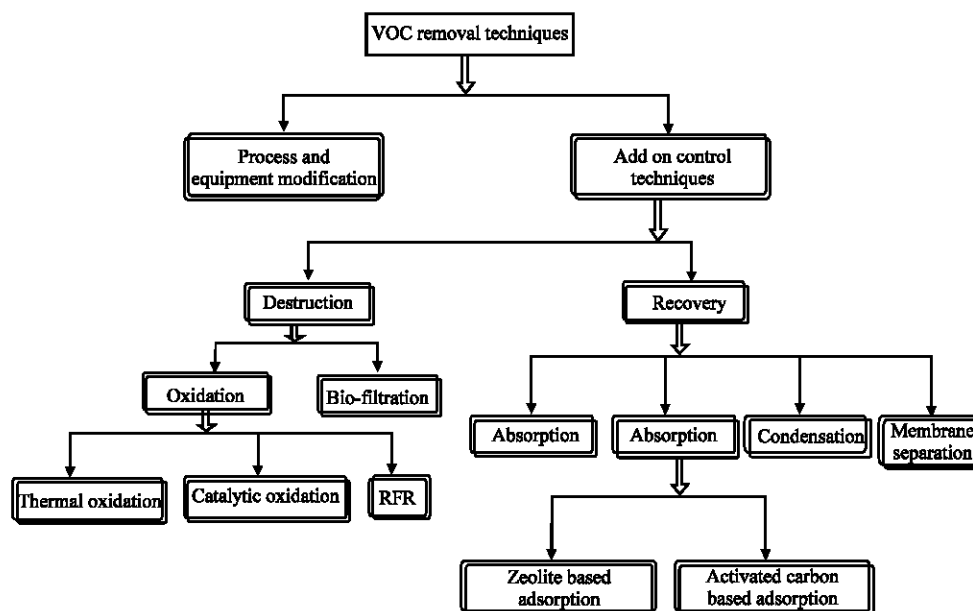 VOC removal techniques
Process and
equipment modification
Add on control
techniques
Destruction
Recovery
Oxidation
Bio-filtration
Absorption
Absorption
Condensation
Membrane
separation
Thermal oxidation
Catalytic oxidation
RFR
Zeolite based
adsorption
Activated carbon
based adsorption